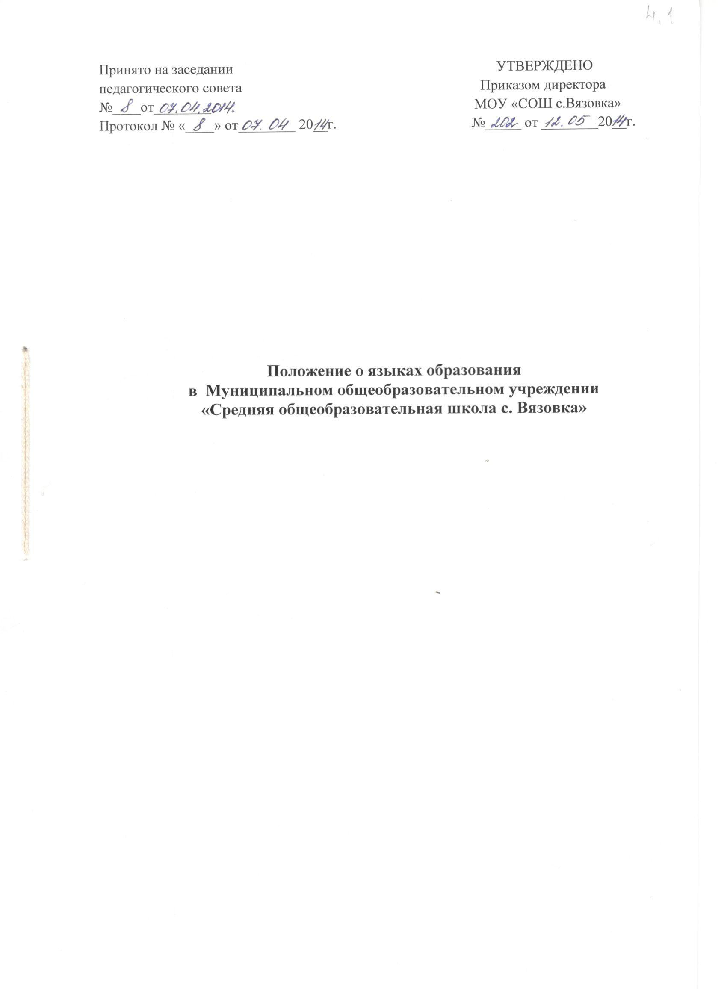 4.1
Принято на заседании
педагогического совета
№ 8 от 07.04.2014.
Протокол № « 8 » от 07. 04 2014г.
УТВЕРЖДЕНО
Приказом директора
МОУ «СОШ с.Вязовка»
№ 202 от 12.05 2014г.
Положение о языках образования
в Муниципальном общеобразовательном учреждении
«Средняя общеобразовательная школа с. Вязовка»